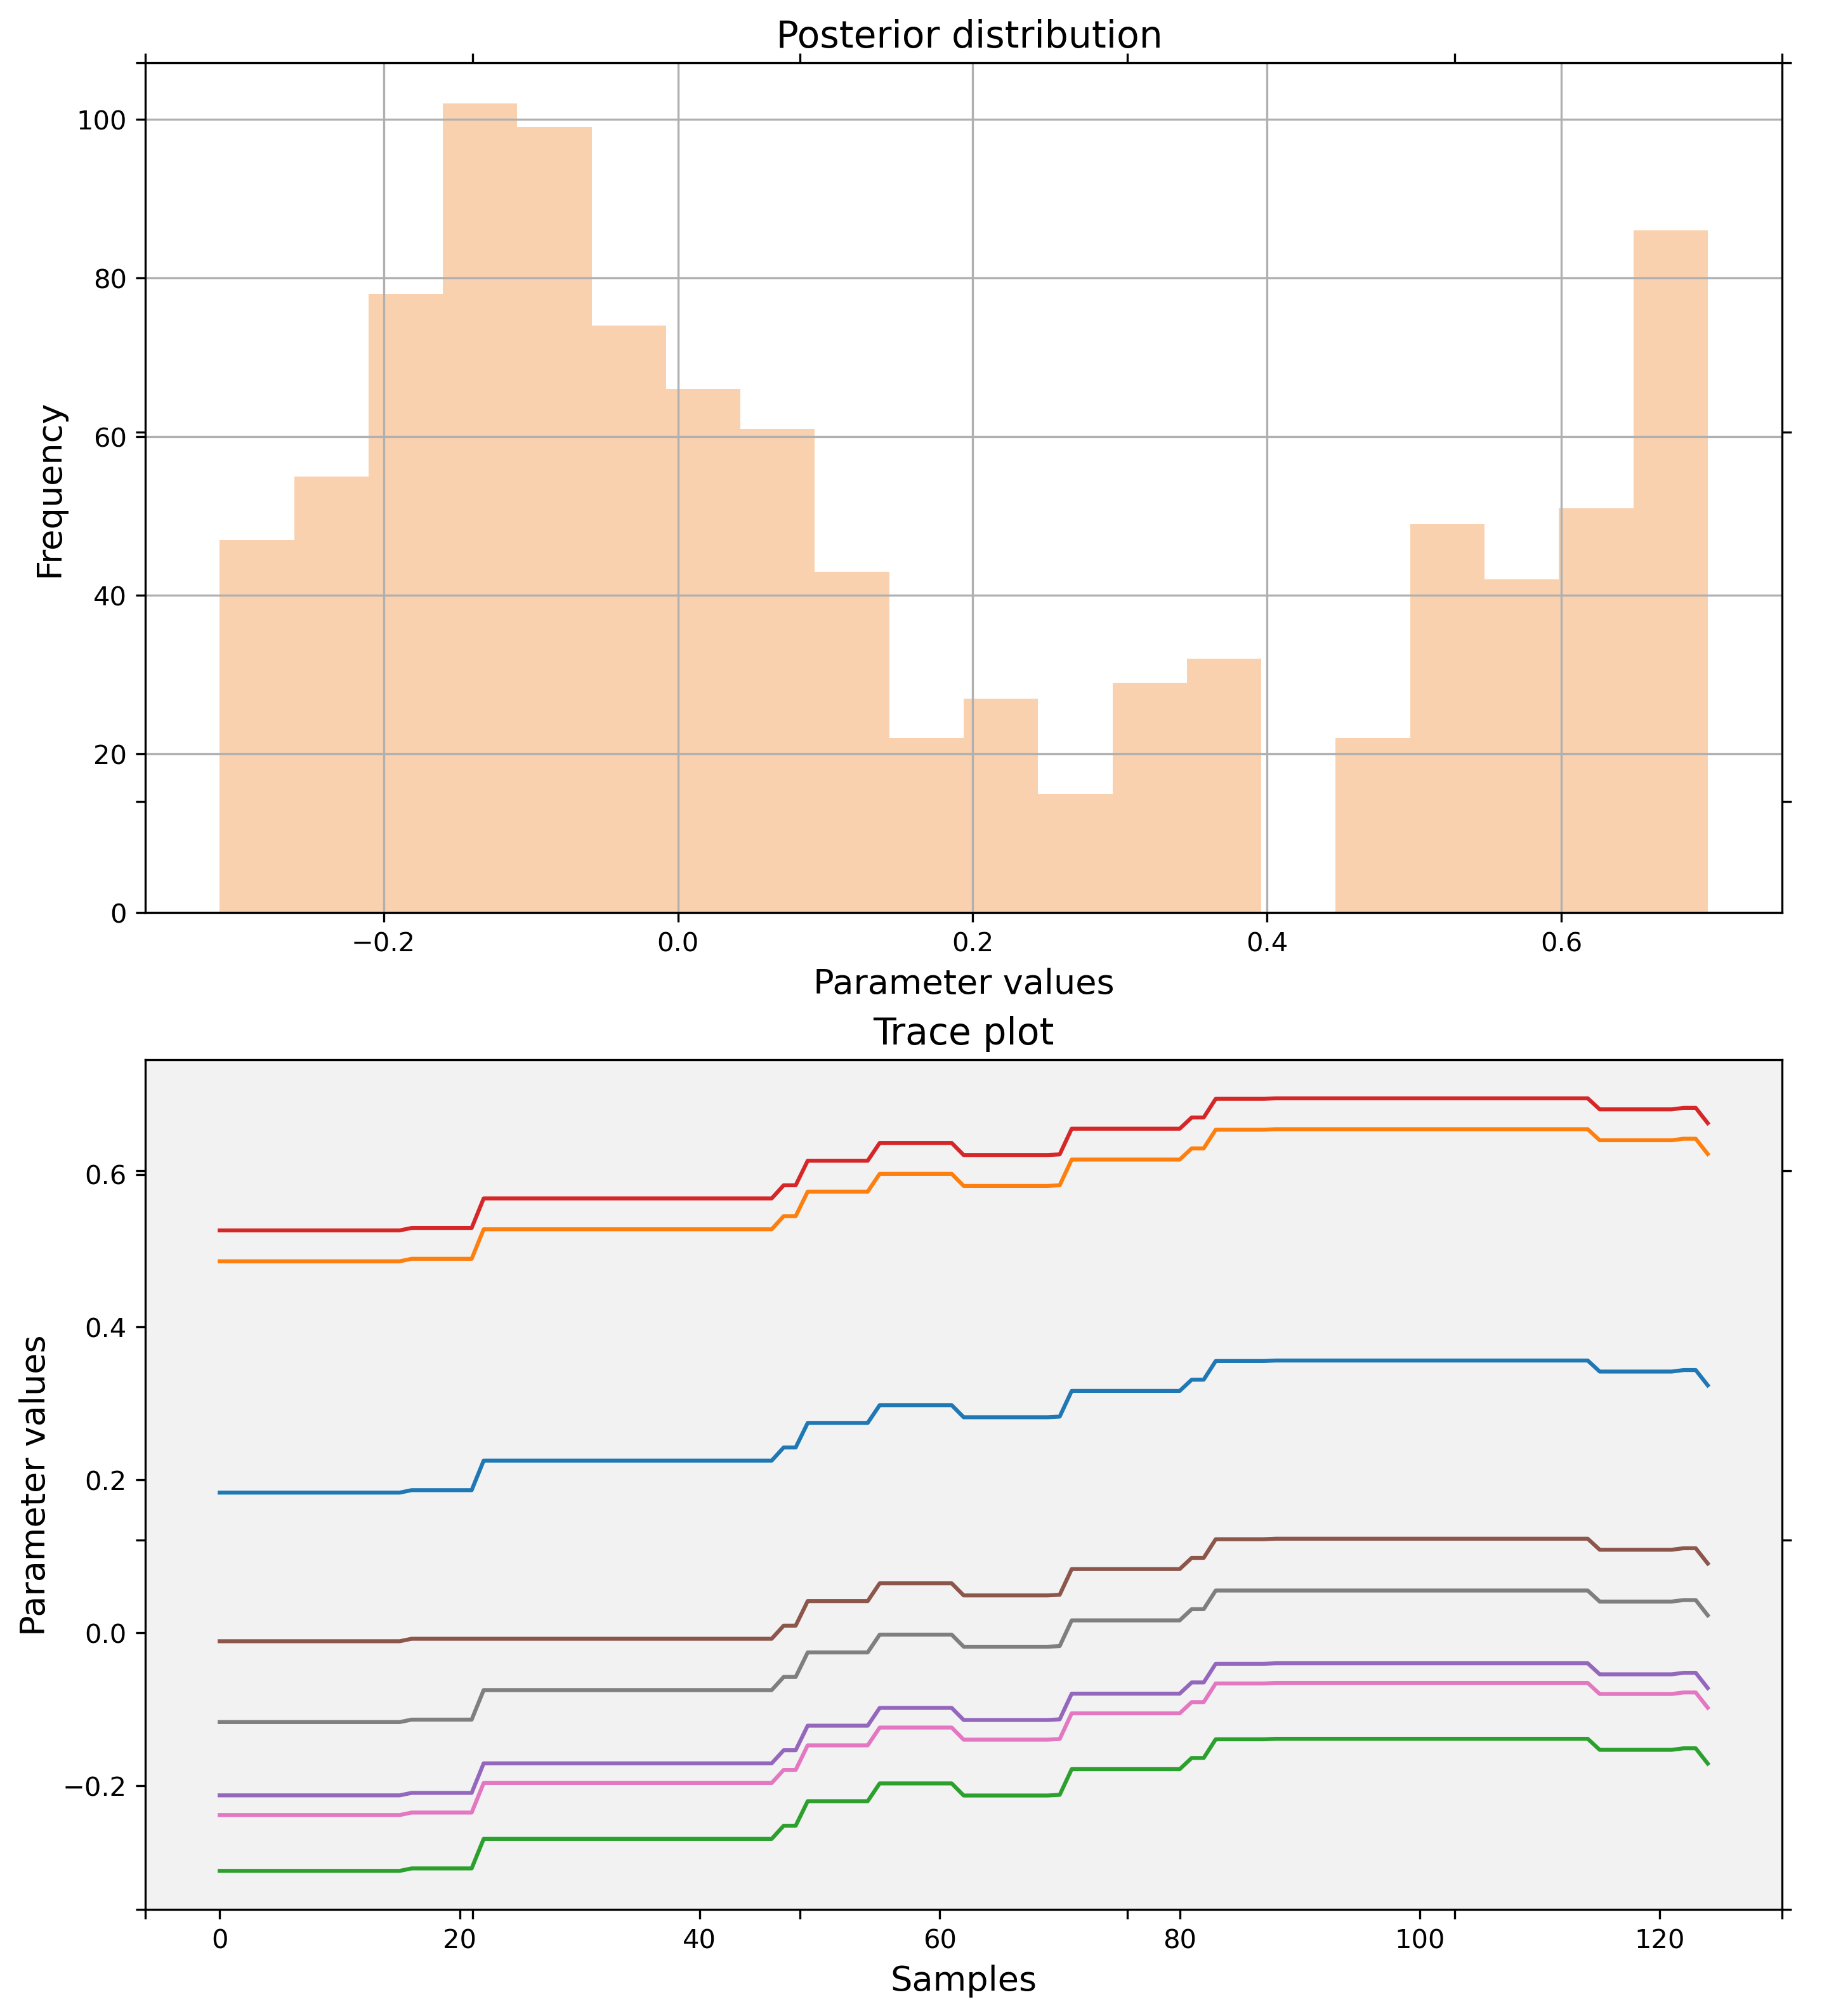 Posterior distribution
100
80
60
40
20
0
Frequency
−0.2 0.0 0.2 0.4 0.6
Parameter values
Trace plot
0.6
0.4
0.2
0.0
−0.2
Parameter values
0 20 40 60 80 100 120
Samples